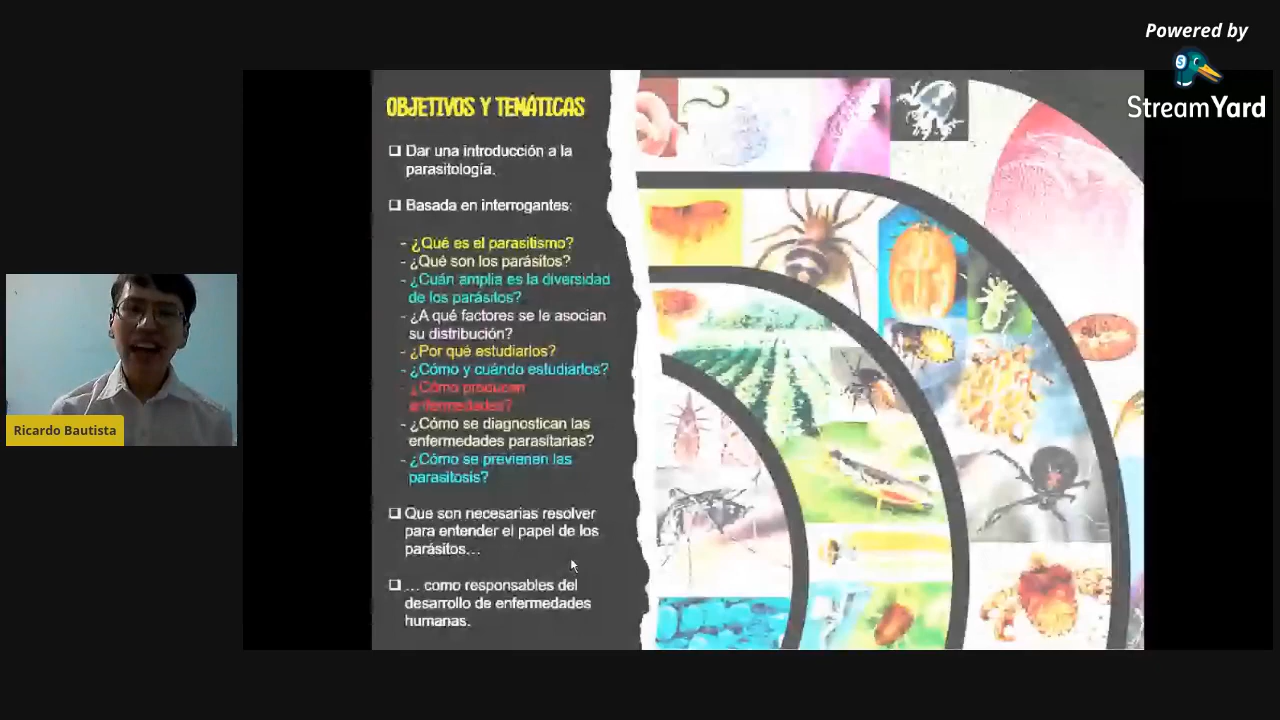 Powered by
StreamYard
OBJETIVOS Y TEMÁTICAS
❑ Dar una introducción a la
parasitología.
❑ Basada en interrogantes:
- ¿Qué es el parasitismo?
- ¿Qué son los parásitos?
- ¿Cuán amplia es la diversidad
de los parásitos?
- ¿A qué factores se le asocian
su distribución?
- ¿Por qué estudiarlos?
- ¿Cómo y cuándo estudiarlos?
- ¿Cómo producen
enfermedades?
- ¿Cómo se diagnostican las
enfermedades parasitarias?
- ¿Cómo se previenen las
parasitosis?
❑ Que son necesarias resolver
para entender el papel de los
parásitos...
❑ ... como responsables del
desarrollo de enfermedades
humanas.
Ricardo Bautista